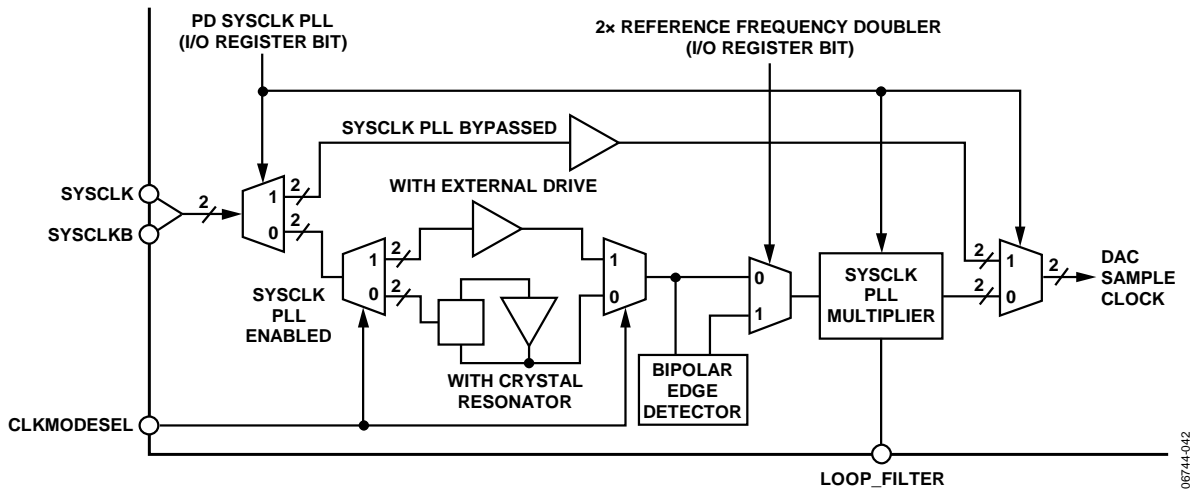 PD SYSCLK PLL
(I/O REGISTER BIT)
2× REFERENCE FREQUENCY DOUBLER
(I/O REGISTER BIT)
SYSCLK PLL BYPASSED
WITH EXTERNAL DRIVE
SYSCLK
SYSCLKB
2
1
0
2
2
SYSCLK
PLL
ENABLED
1
0
2
2
WITH CRYSTAL
RESONATOR
1
0
BIPOLAR
EDGE
DETECTOR
0
1
SYSCLK
PLL
MULTIPLIER
2
2
1
0
2
DAC
SAMPLE
CLOCK
CLKMODESEL
LOOP_FILTER
06744-042